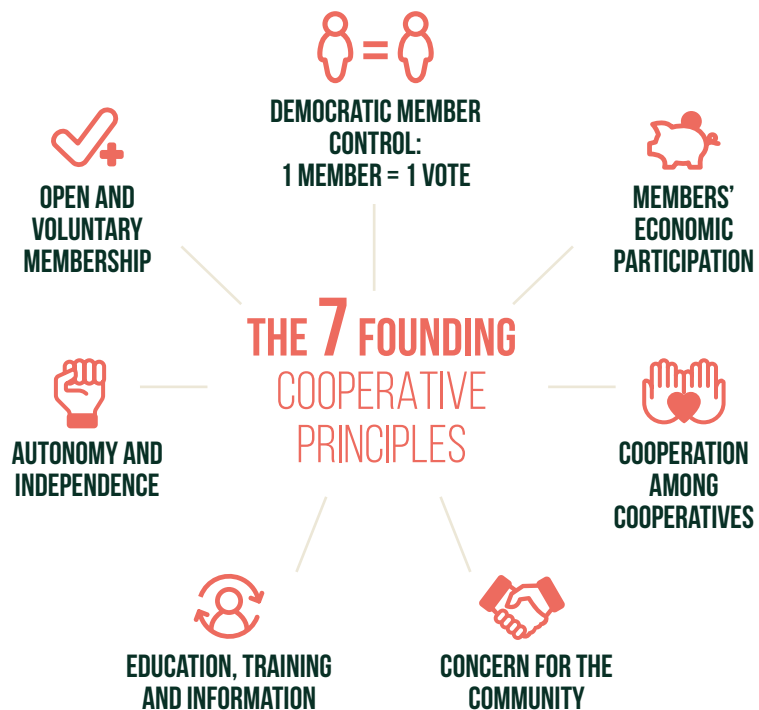 =
DEMOCRATIC MEMBER
CONTROL:
1 MEMBER = 1 VOTE
OPEN AND
VOLUNTARY
MEMBERSHIP
MEMBERS'
ECONOMIC
PARTICIPATION
THE 7 FOUNDING
COOPERATIVE
PRINCIPLES
AUTONOMY AND
INDEPENDENCE
COOPERATION
AMONG
COOPERATIVES
EDUCATION, TRAINING
AND INFORMATION
CONCERN FOR THE
COMMUNITY